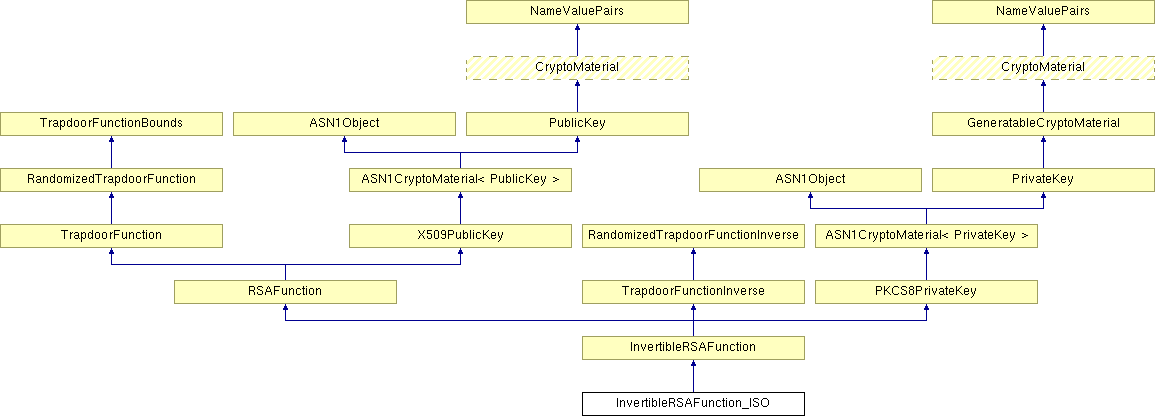 NameValuePairs NameValuePairs
CryptoMaterial CryptoMaterial
TrapdoorFunctionBounds ASN1Object PublicKey GeneratableCryptoMaterial
RandomizedTrapdoorFunction ASN1CryptoMaterial< PublicKey > ASN1Object PrivateKey
TrapdoorFunction X509PublicKey RandomizedTrapdoorFunctionInverse ASN1CryptoMaterial< PrivateKey >
RSAFunction TrapdoorFunctionInverse PKCS8PrivateKey
InvertibleRSAFunction
InvertibleRSAFunction_ISO